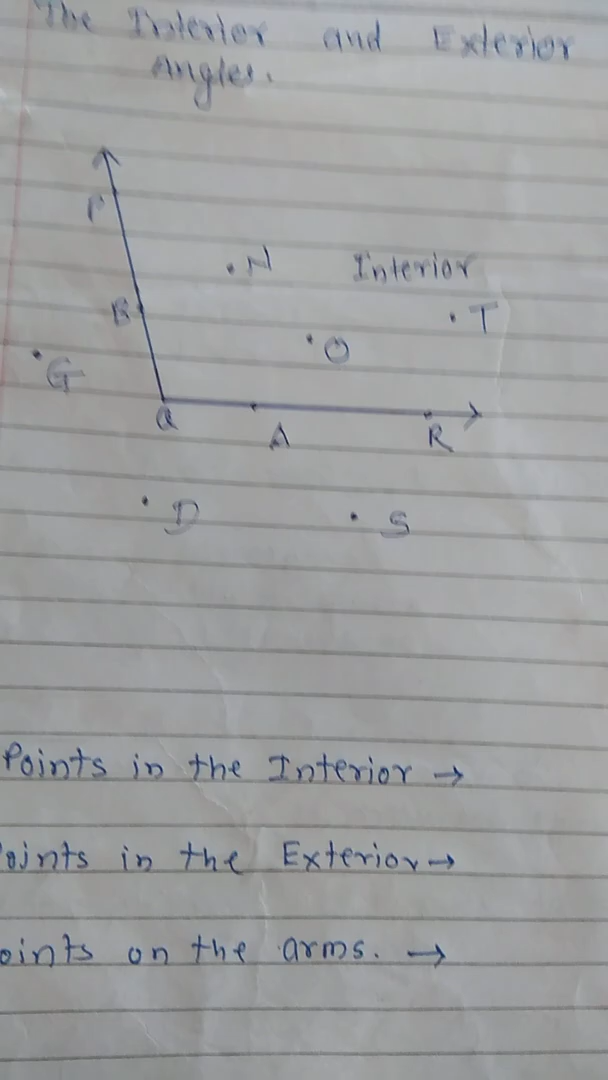 The Interior and Exterior
Angles.
P
N Interior
B T
O
G
Q A R
D S
Points in the Interior →
oints in the Exterior →
oints on the arms. →